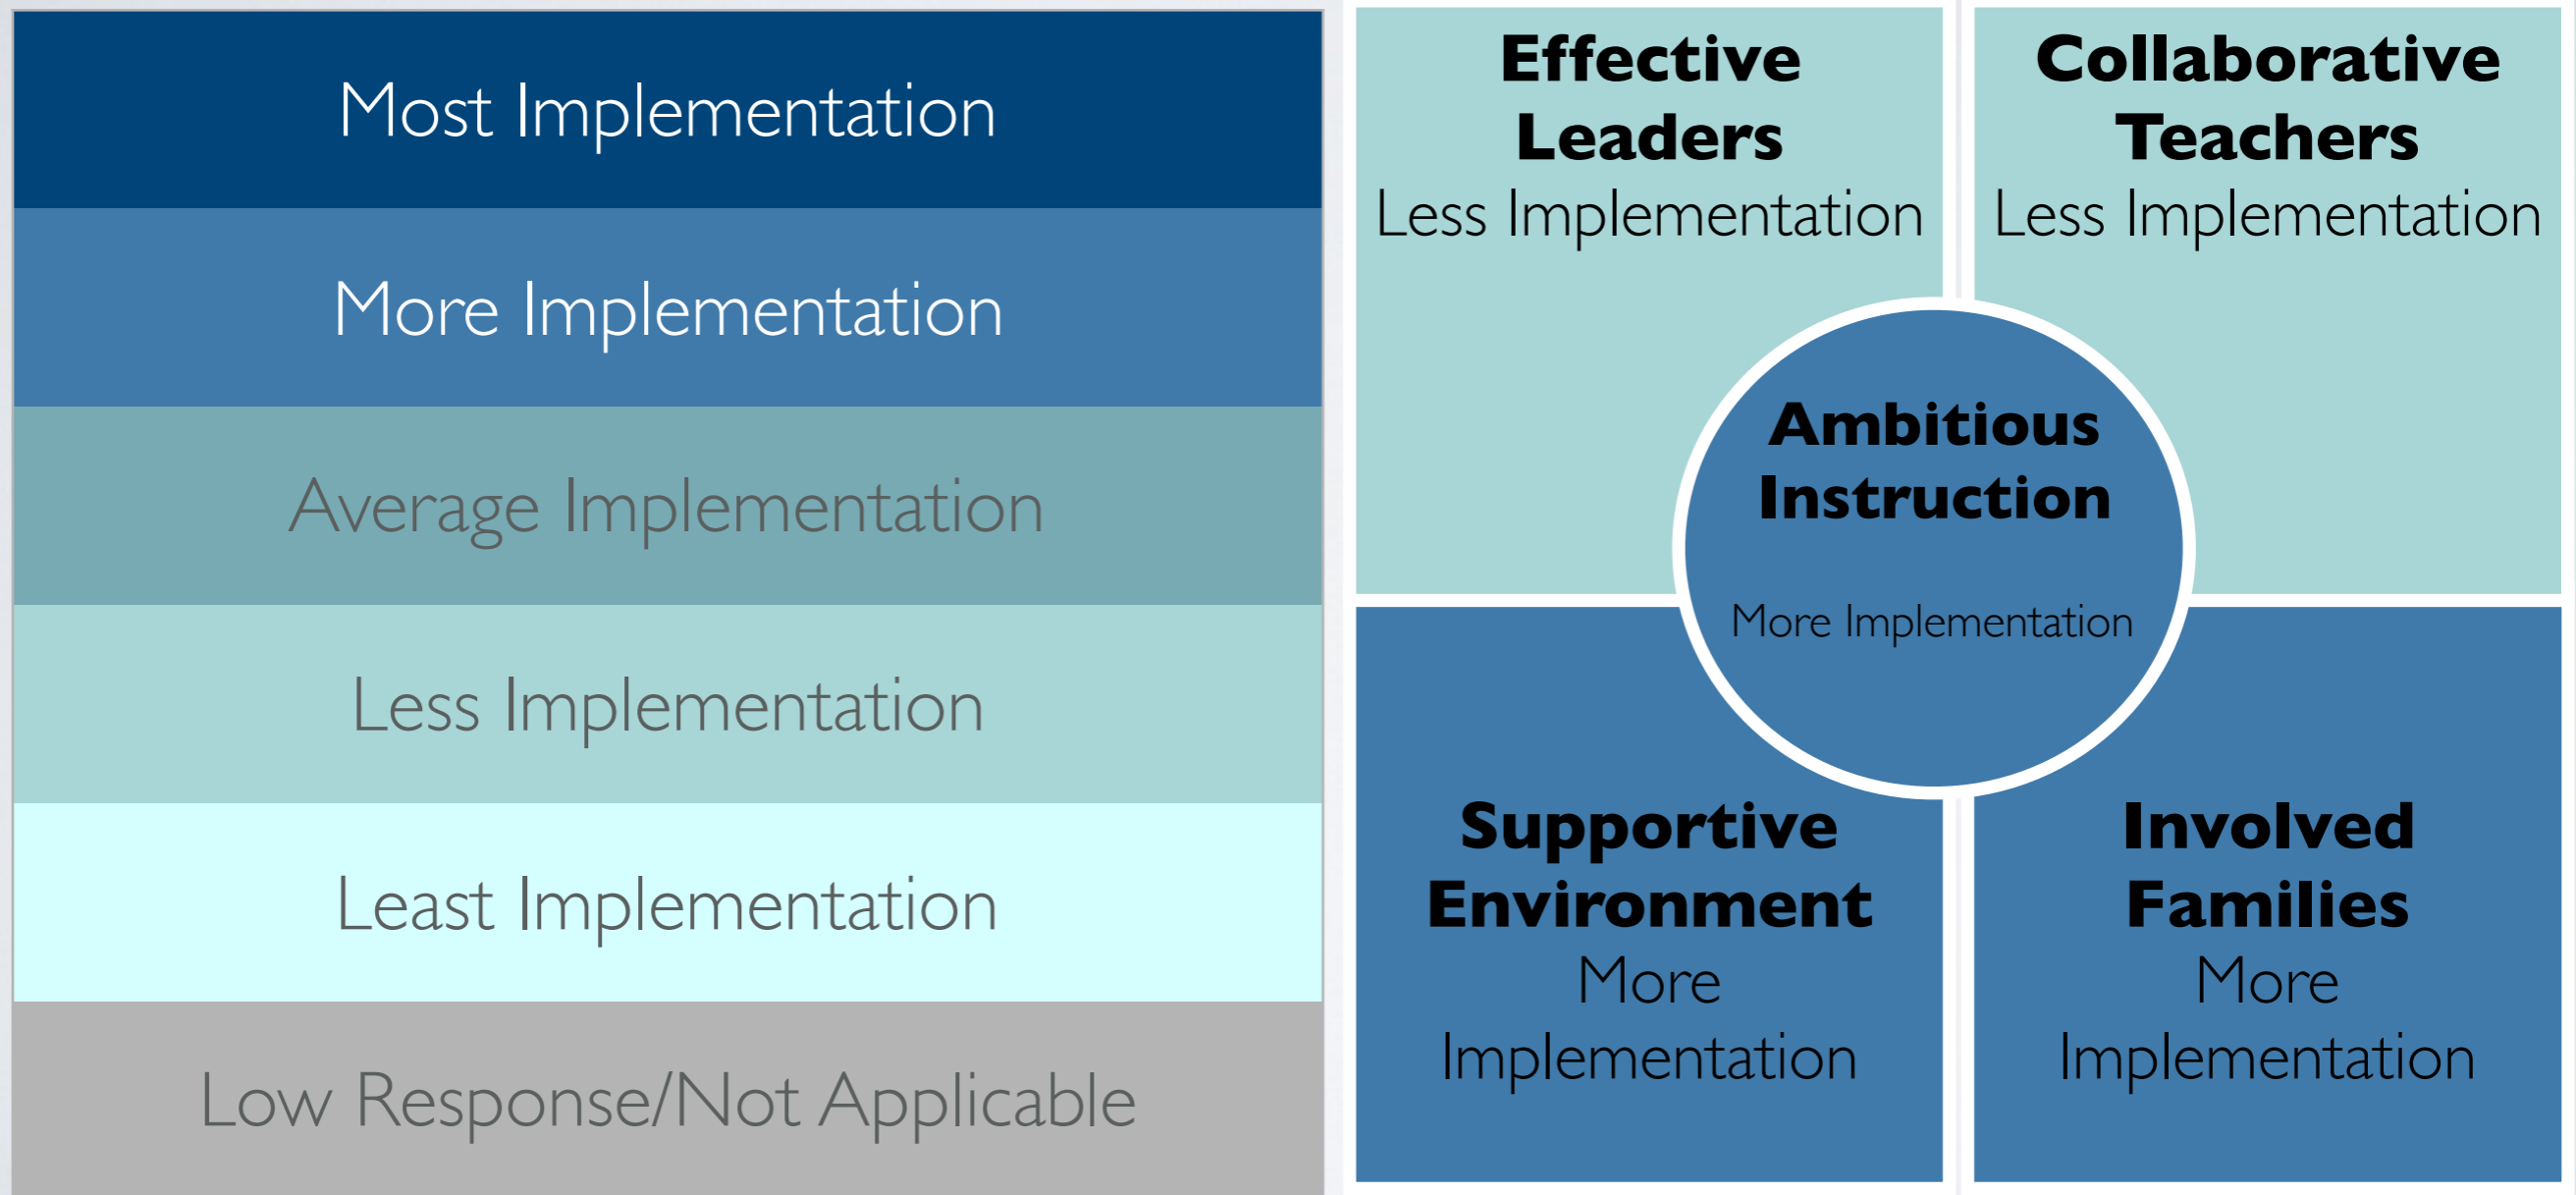 Most Implementation
More Implementation
Average Implementation
Less Implementation
Least Implementation
Low Response/Not Applicable
Effective
Leaders
Less Implementation
Collaborative
Teachers
Less Implementation
Ambitious
Instruction
More Implementation
Supportive
Environment
More
Implementation
Involved
Families
More
Implementation